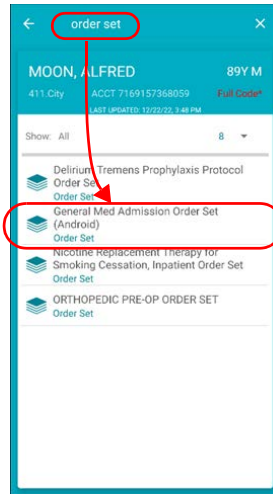 order set
MOON, ALFRED 89Y M
411.City ACCT 7169157368059 Full Code*
LAST UPDATED: 12/22/22, 3:48 PM
Show: All 8
Delirium Tremens Prophylaxis Protocol
Order Set
Order Set
General Med Admission Order Set
(Android)
Order Set
Nicotine Replacement Therapy for
Smoking Cessation, Inpatient Order Set
Order Set
ORTHOPEDIC PRE-OP ORDER SET
Order Set